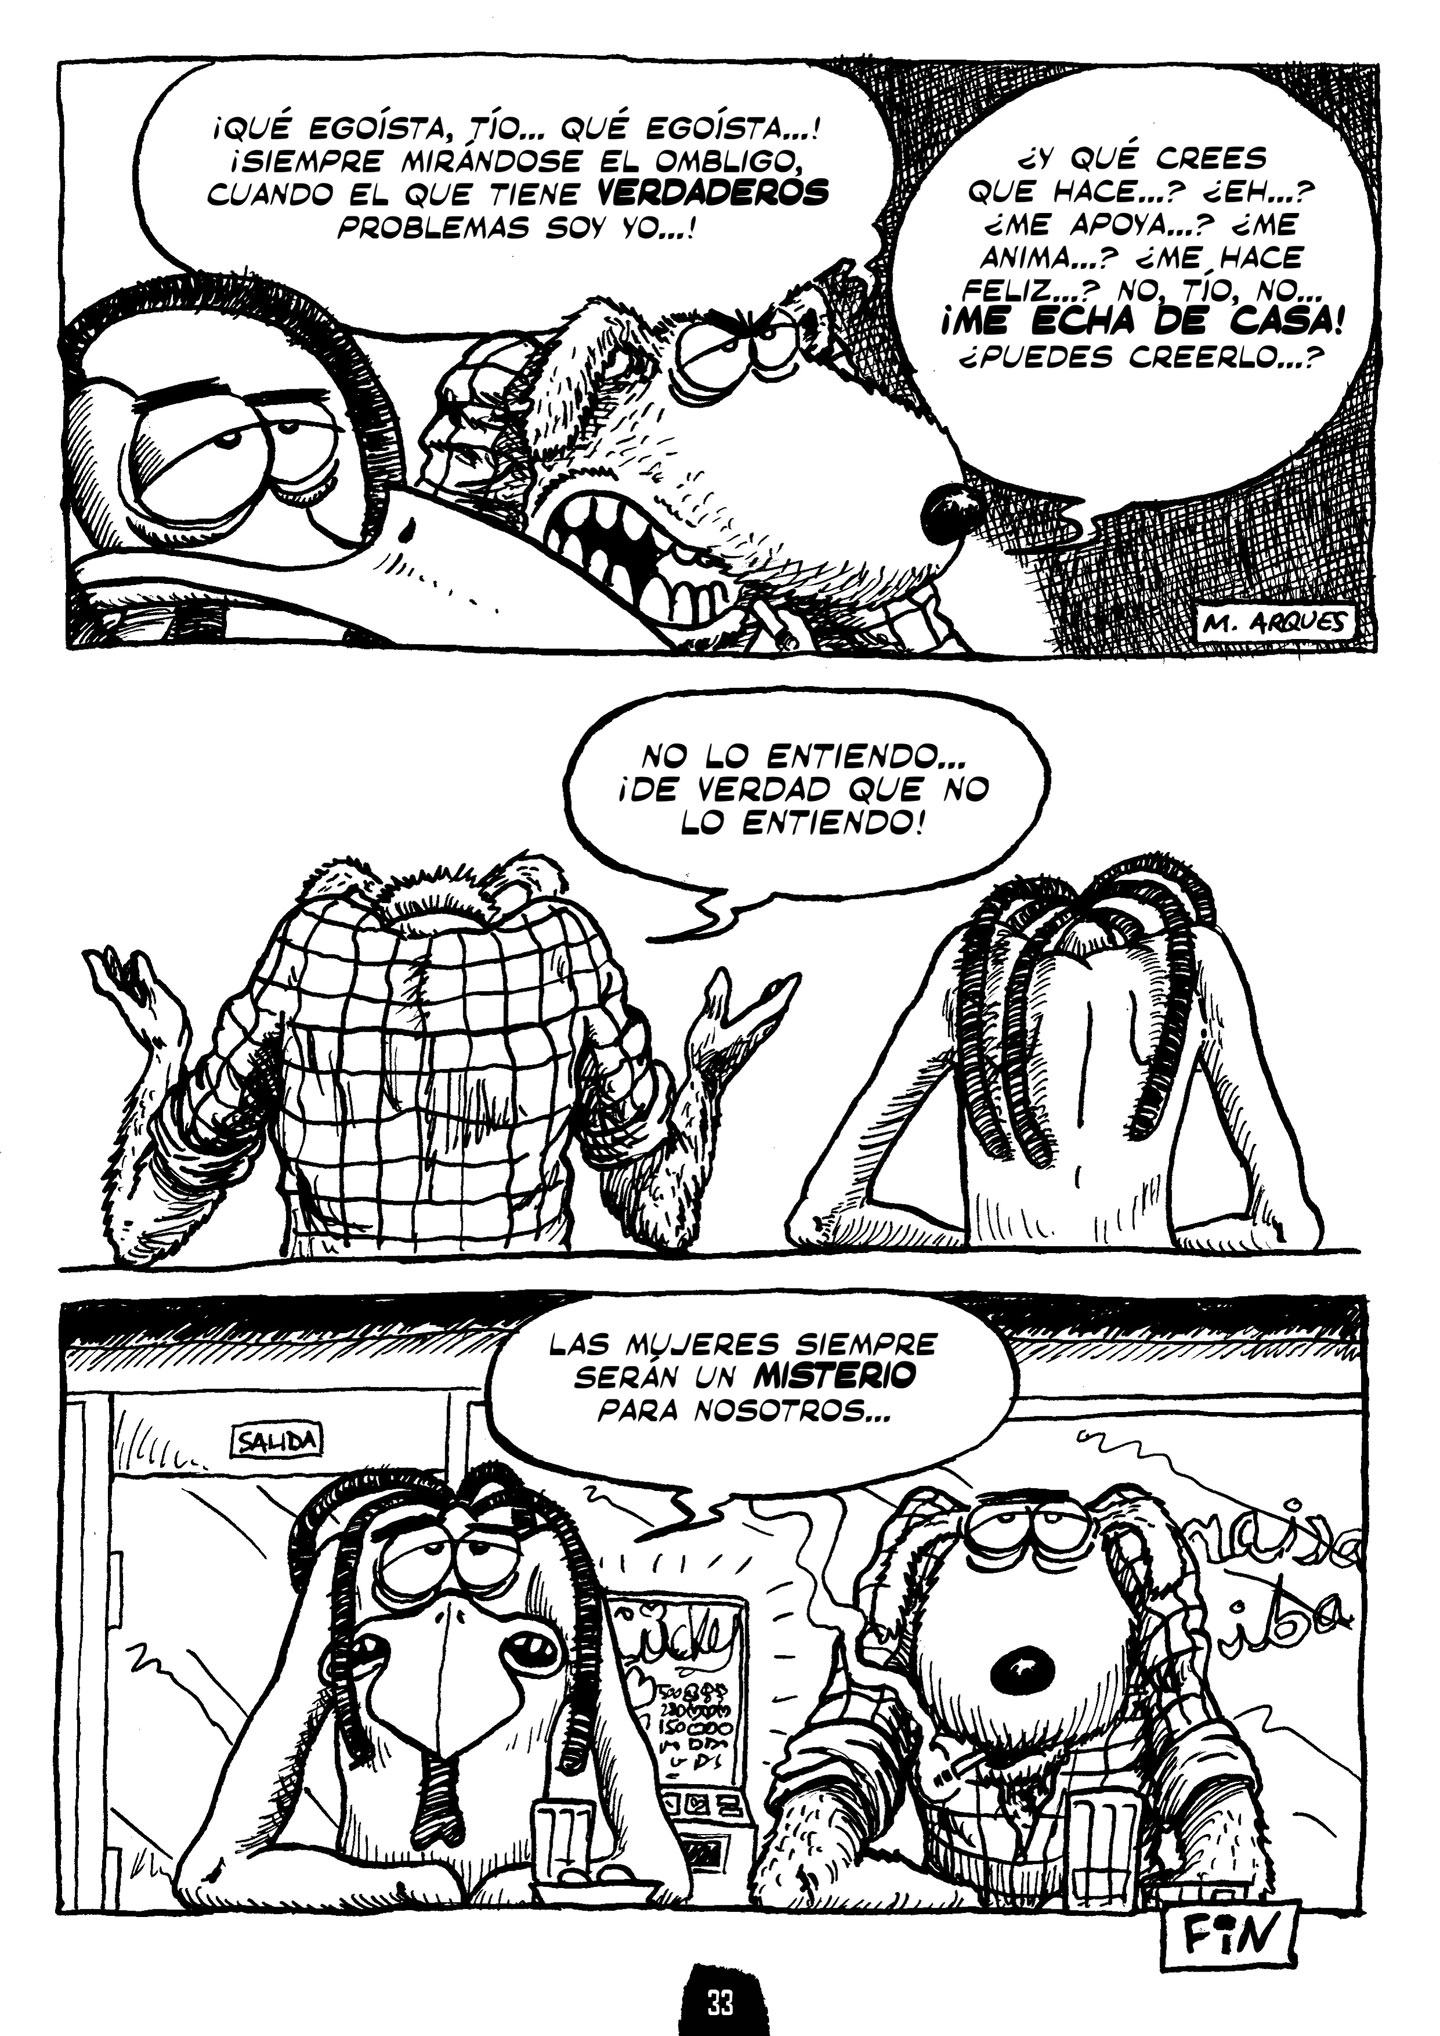 ¡QUÉ EGOÍSTA, TÍO... QUÉ EGOÍSTA...!
¡SIEMPRE MIRÁNDOSE EL OMBLIGO,
CUANDO EL QUE TIENE VERDADEROS
PROBLEMAS SOY YO...!
¿Y QUÉ CREES
QUE HACE...? ¿EH...?
¿ME APOYA...? ¿ME
ANIMA...? ¿ME HACE
FELIZ...? NO, TÍO, NO...
¡ME ECHA DE CASA!
¿PUEDES CREERLO...?
M. ARQUES
NO LO ENTIENDO...
¡DE VERDAD QUE NO
LO ENTIENDO!
LAS MUJERES SIEMPRE
SERÁN UN MISTERIO
PARA NOSOTROS...
SALIDA
500
150
FiN
33